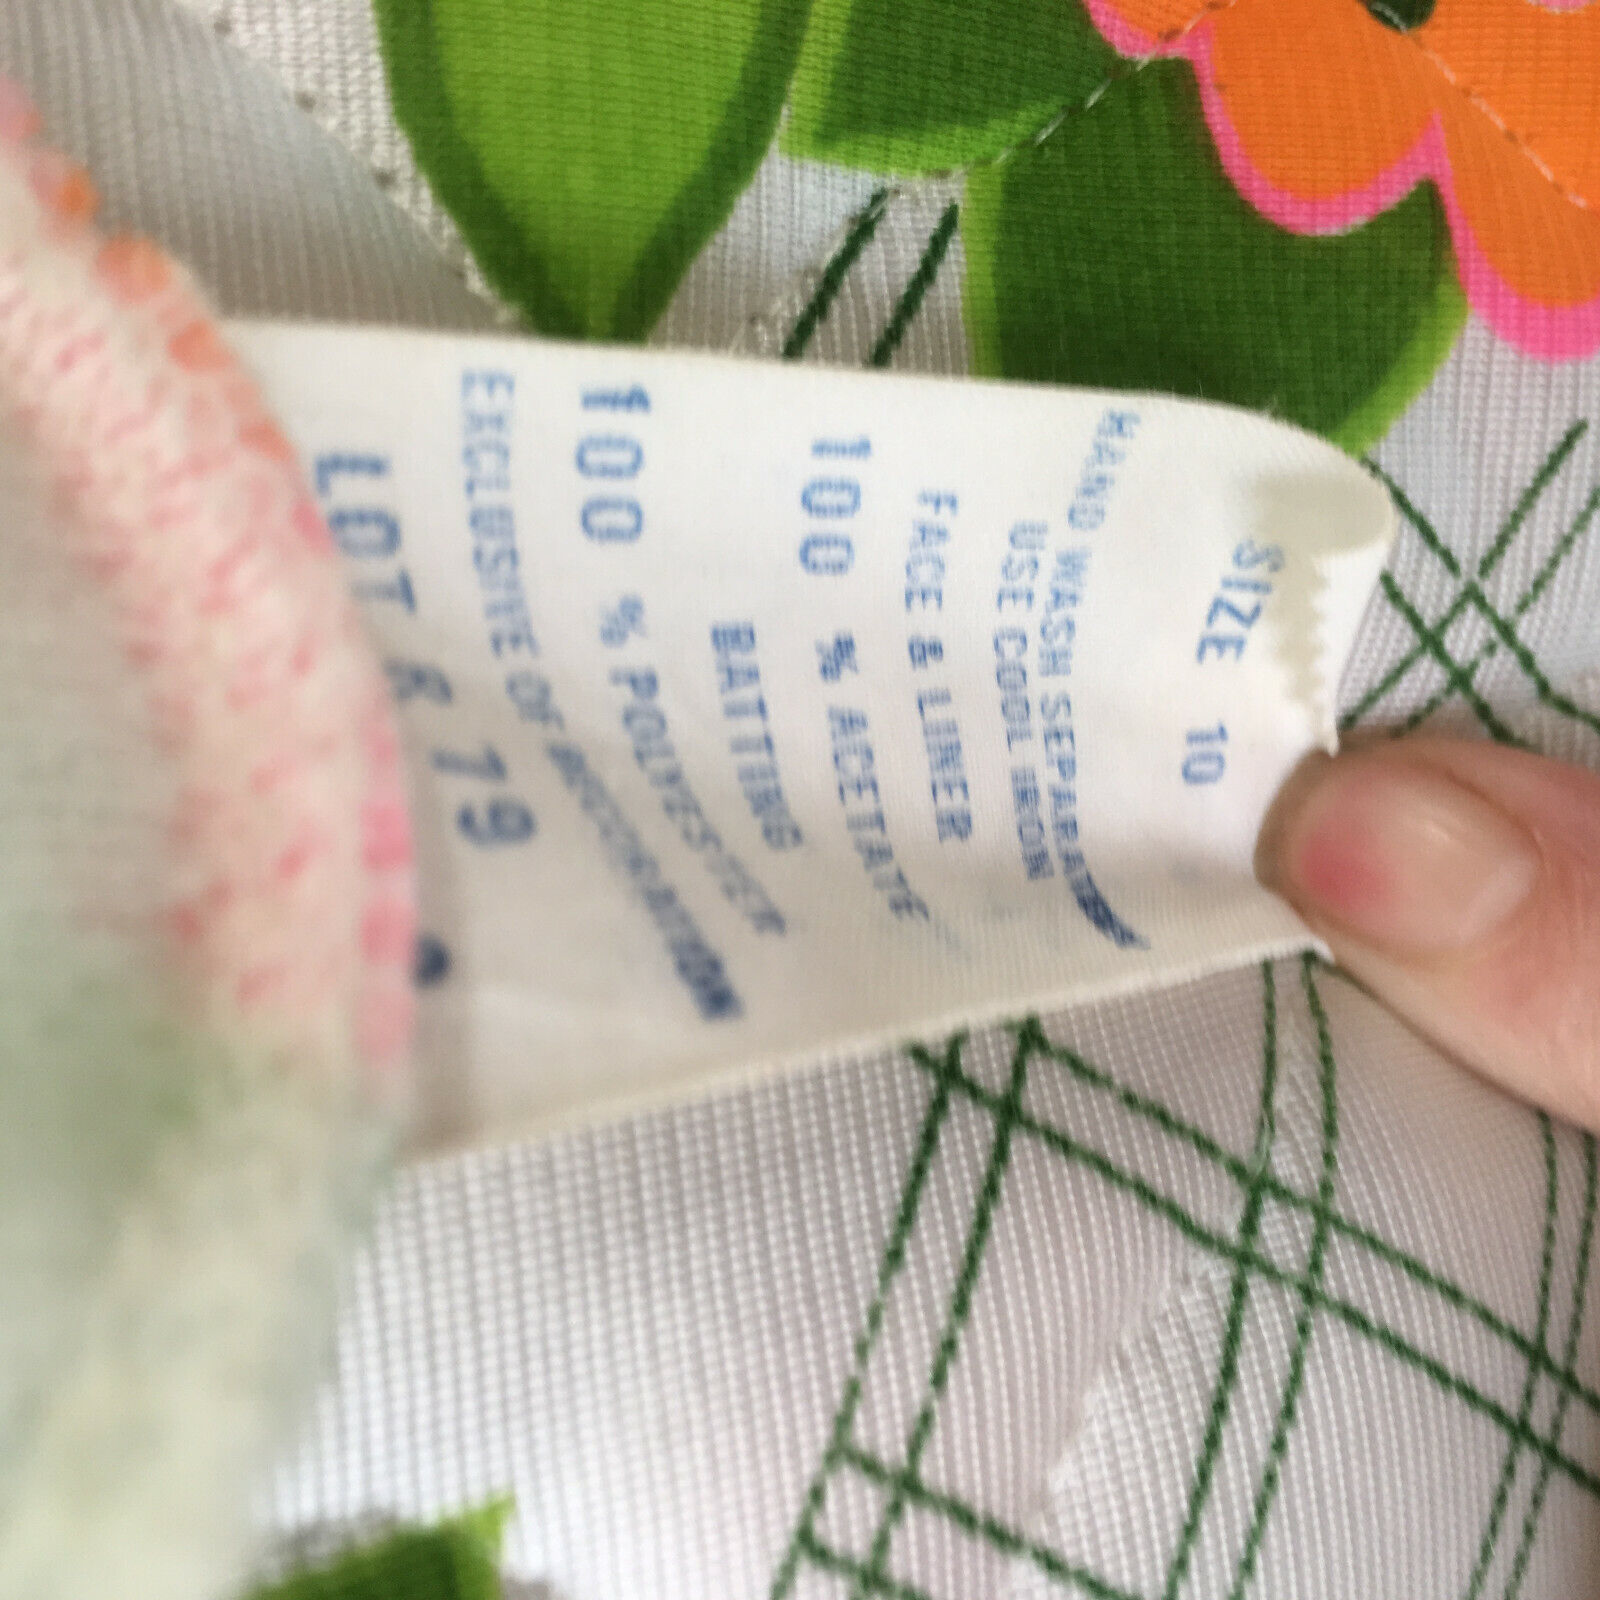 SIZE 10
HAND WASH SEPARATELY
USE COOL IRON
FACE & LINER
100 % ACETATE
BATTING
100 % POLYESTER
EXCLUSIVE OF DECORATION
LOT 679